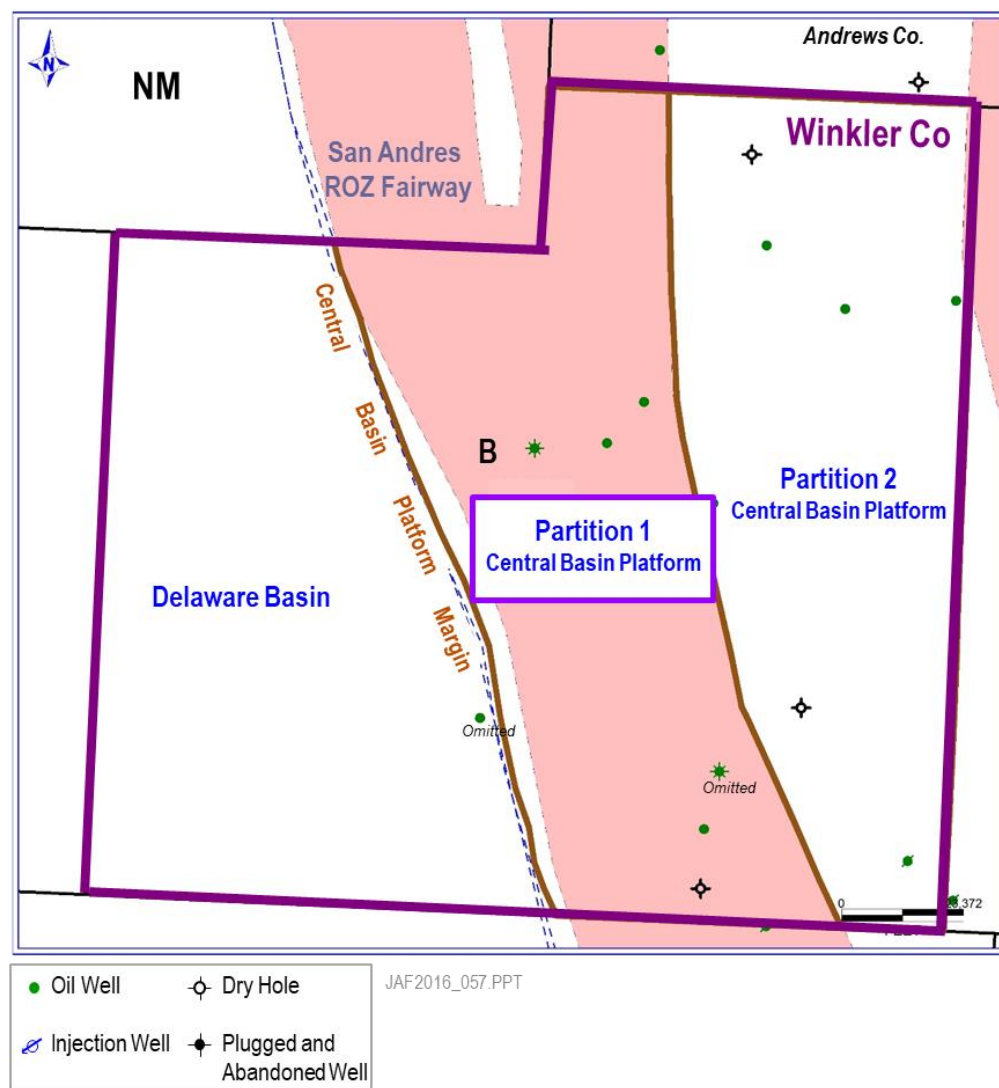 Andrews Co.
N
NM
Winkler Co
San Andres
ROZ Fairway
Central
Basin
Platform
Margin
B
Partition 1
Central Basin Platform
Partition 2
Central Basin Platform
Delaware Basin
Omitted
Omitted
0
Oil Well
Dry Hole
Injection Well
Plugged and
Abandoned Well
JAF2016_057.PPT